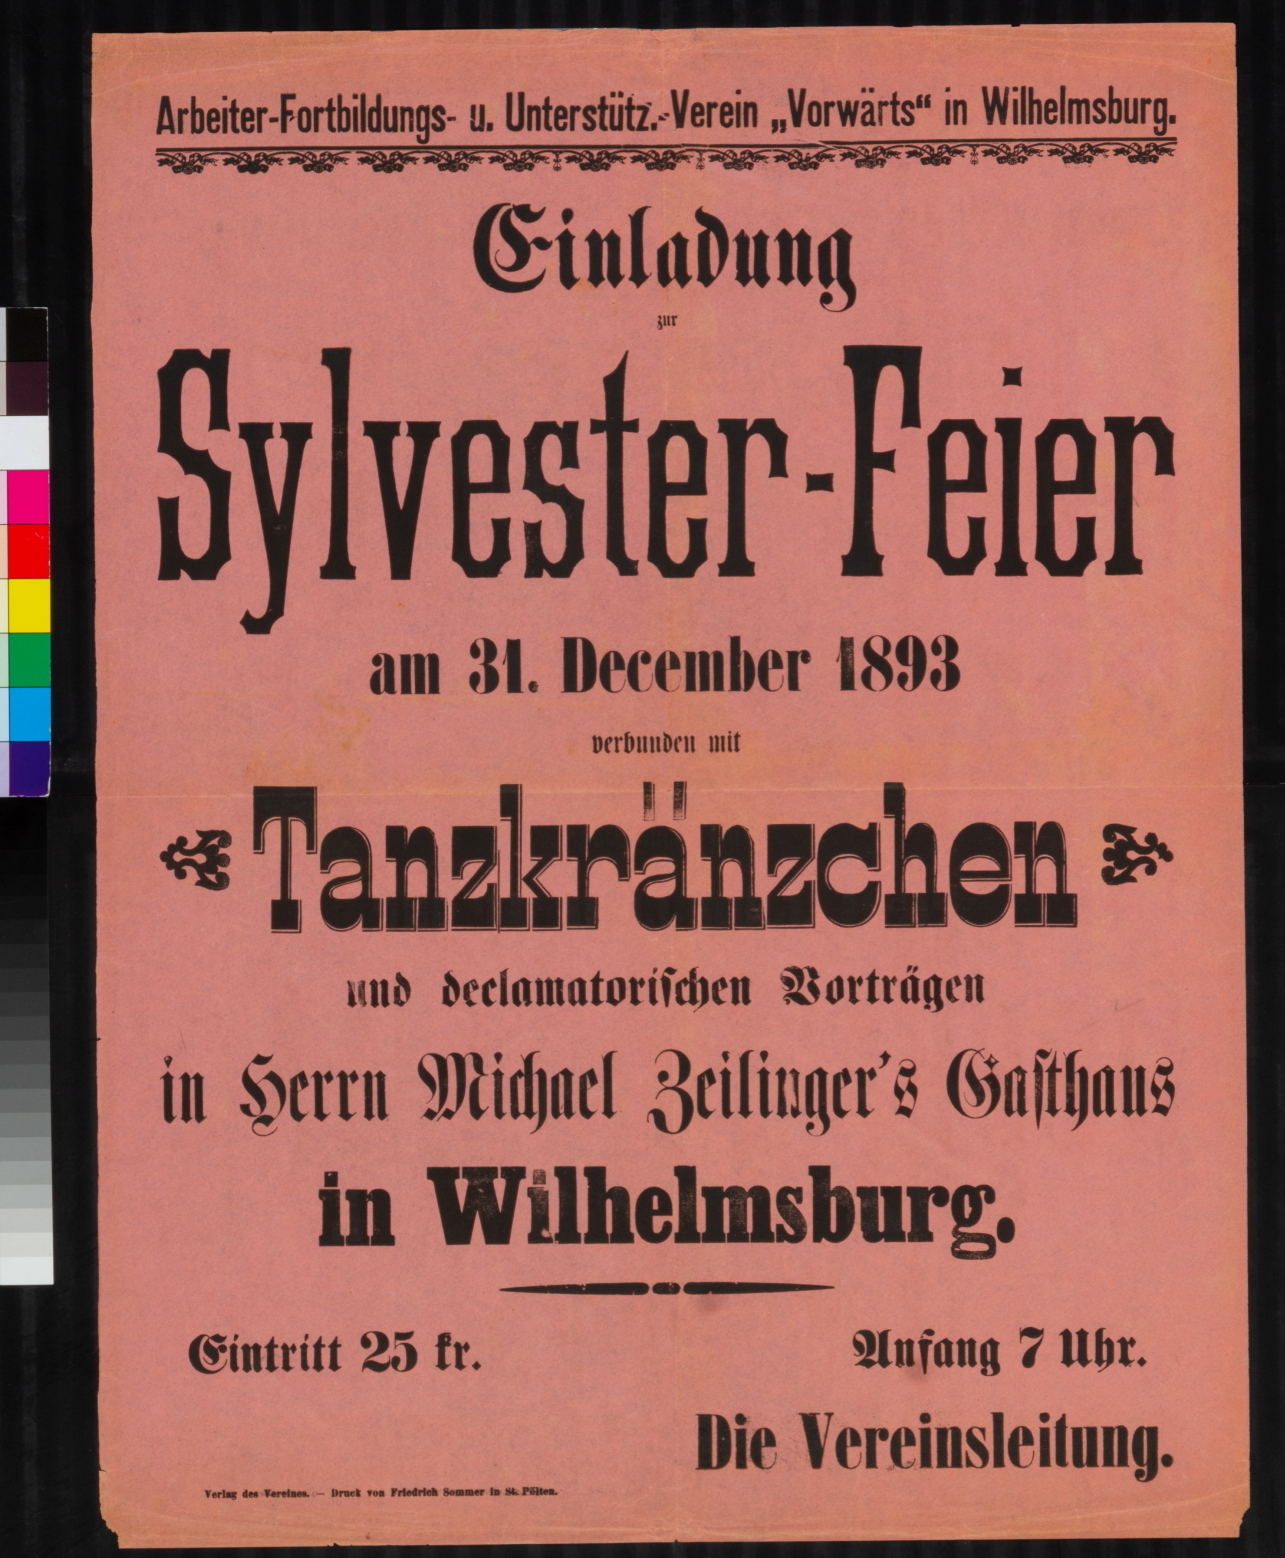 Arbeiter-Fortbildungs- u. Unterstütz.-Verein „Vorwärts“ in Wilhelmsburg.
Einladung
zur
Sylvester-Feier
am 31. December 1893
verbunden mit
Tanzkränzchen
und declamatorischen Vorträgen
in Herrn Michael Zeilinger's Gasthaus
in Wilhelmsburg.
Eintritt 25 kr. Anfang 7 Uhr.
Die Vereinsleitung.
Verlag des Vereines. — Druck von Friedrich Sommer in St. Pölten.